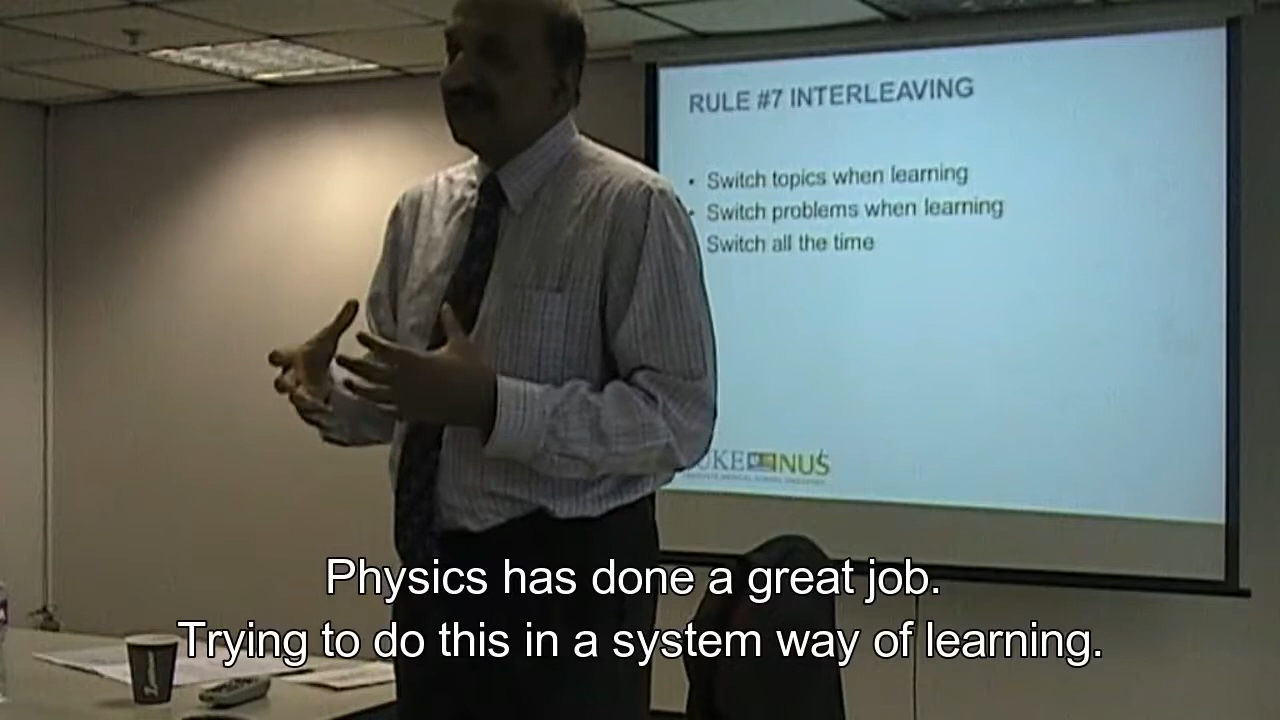 RULE #7 INTERLEAVING
• Switch topics when learning
• Switch problems when learning
Switch all the time
UKE NUS
Physics has done a great job.
Trying to do this in a system way of learning.